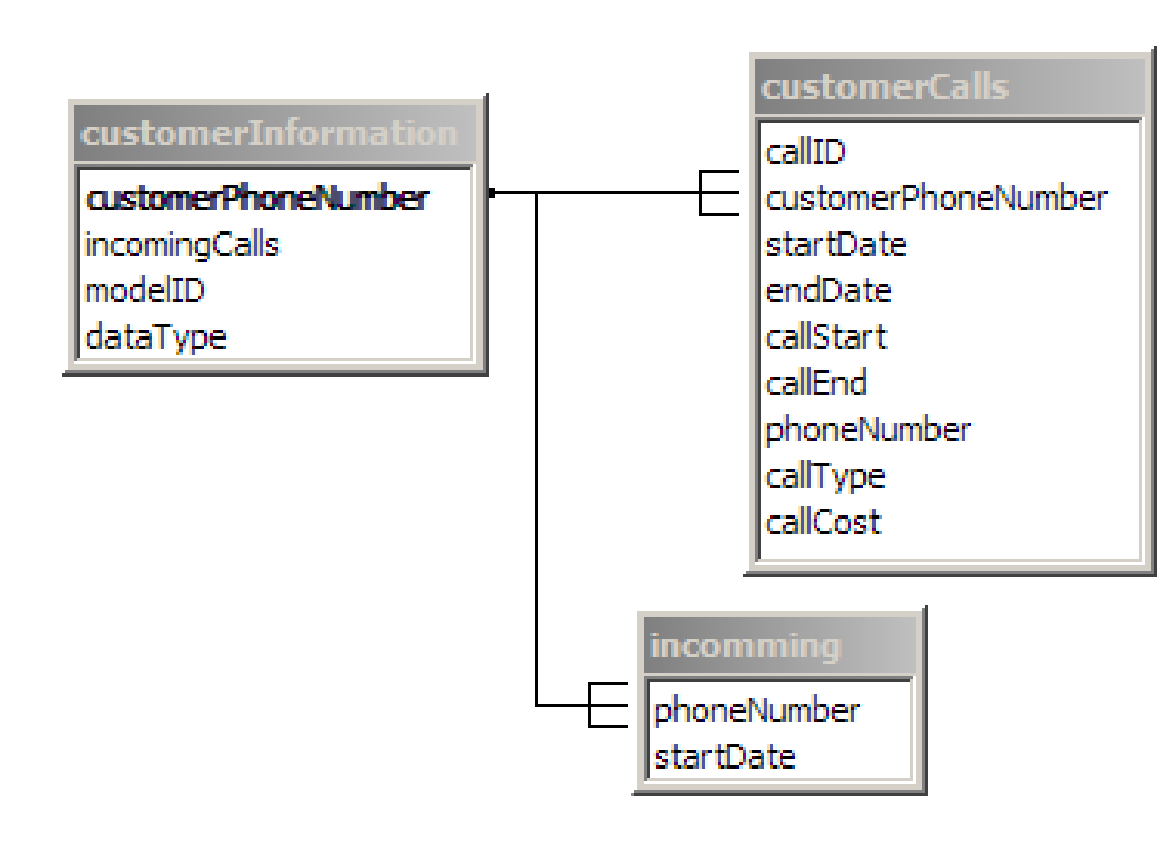 customerInformation
customerPhoneNumber
incomingCalls
modelID
dataType
customerCalls
callID
customerPhoneNumber
startDate
endDate
callStart
callEnd
phoneNumber
callType
callCost
incomming
phoneNumber
startDate